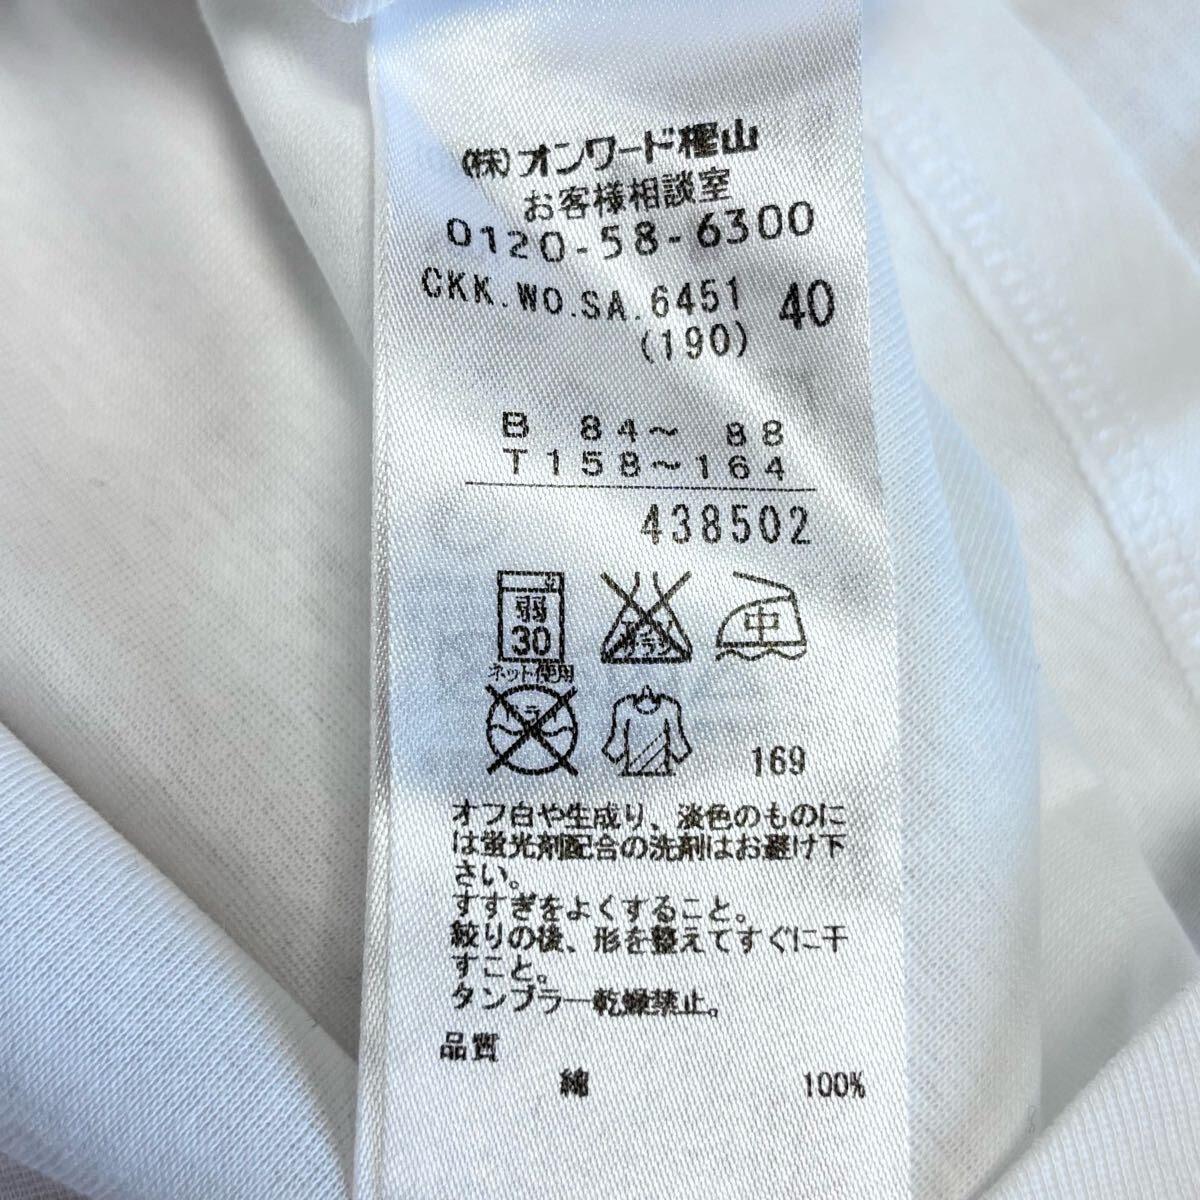 (株)オンワード樫山
お客様相談室
0120-58-6300
CKK.WO.SA.6451 40
(190)
B 84～ 88
T158～164
438502
弱
30
中
ネット使用
169
オフ白や生成り、淡色のものに
は蛍光剤配合の洗剤はお避け下
さい。
すすぎをよくすること。
絞りの後、形を整えてすぐに干
すこと。
タンブラー乾燥禁止。
品質
綿 100%